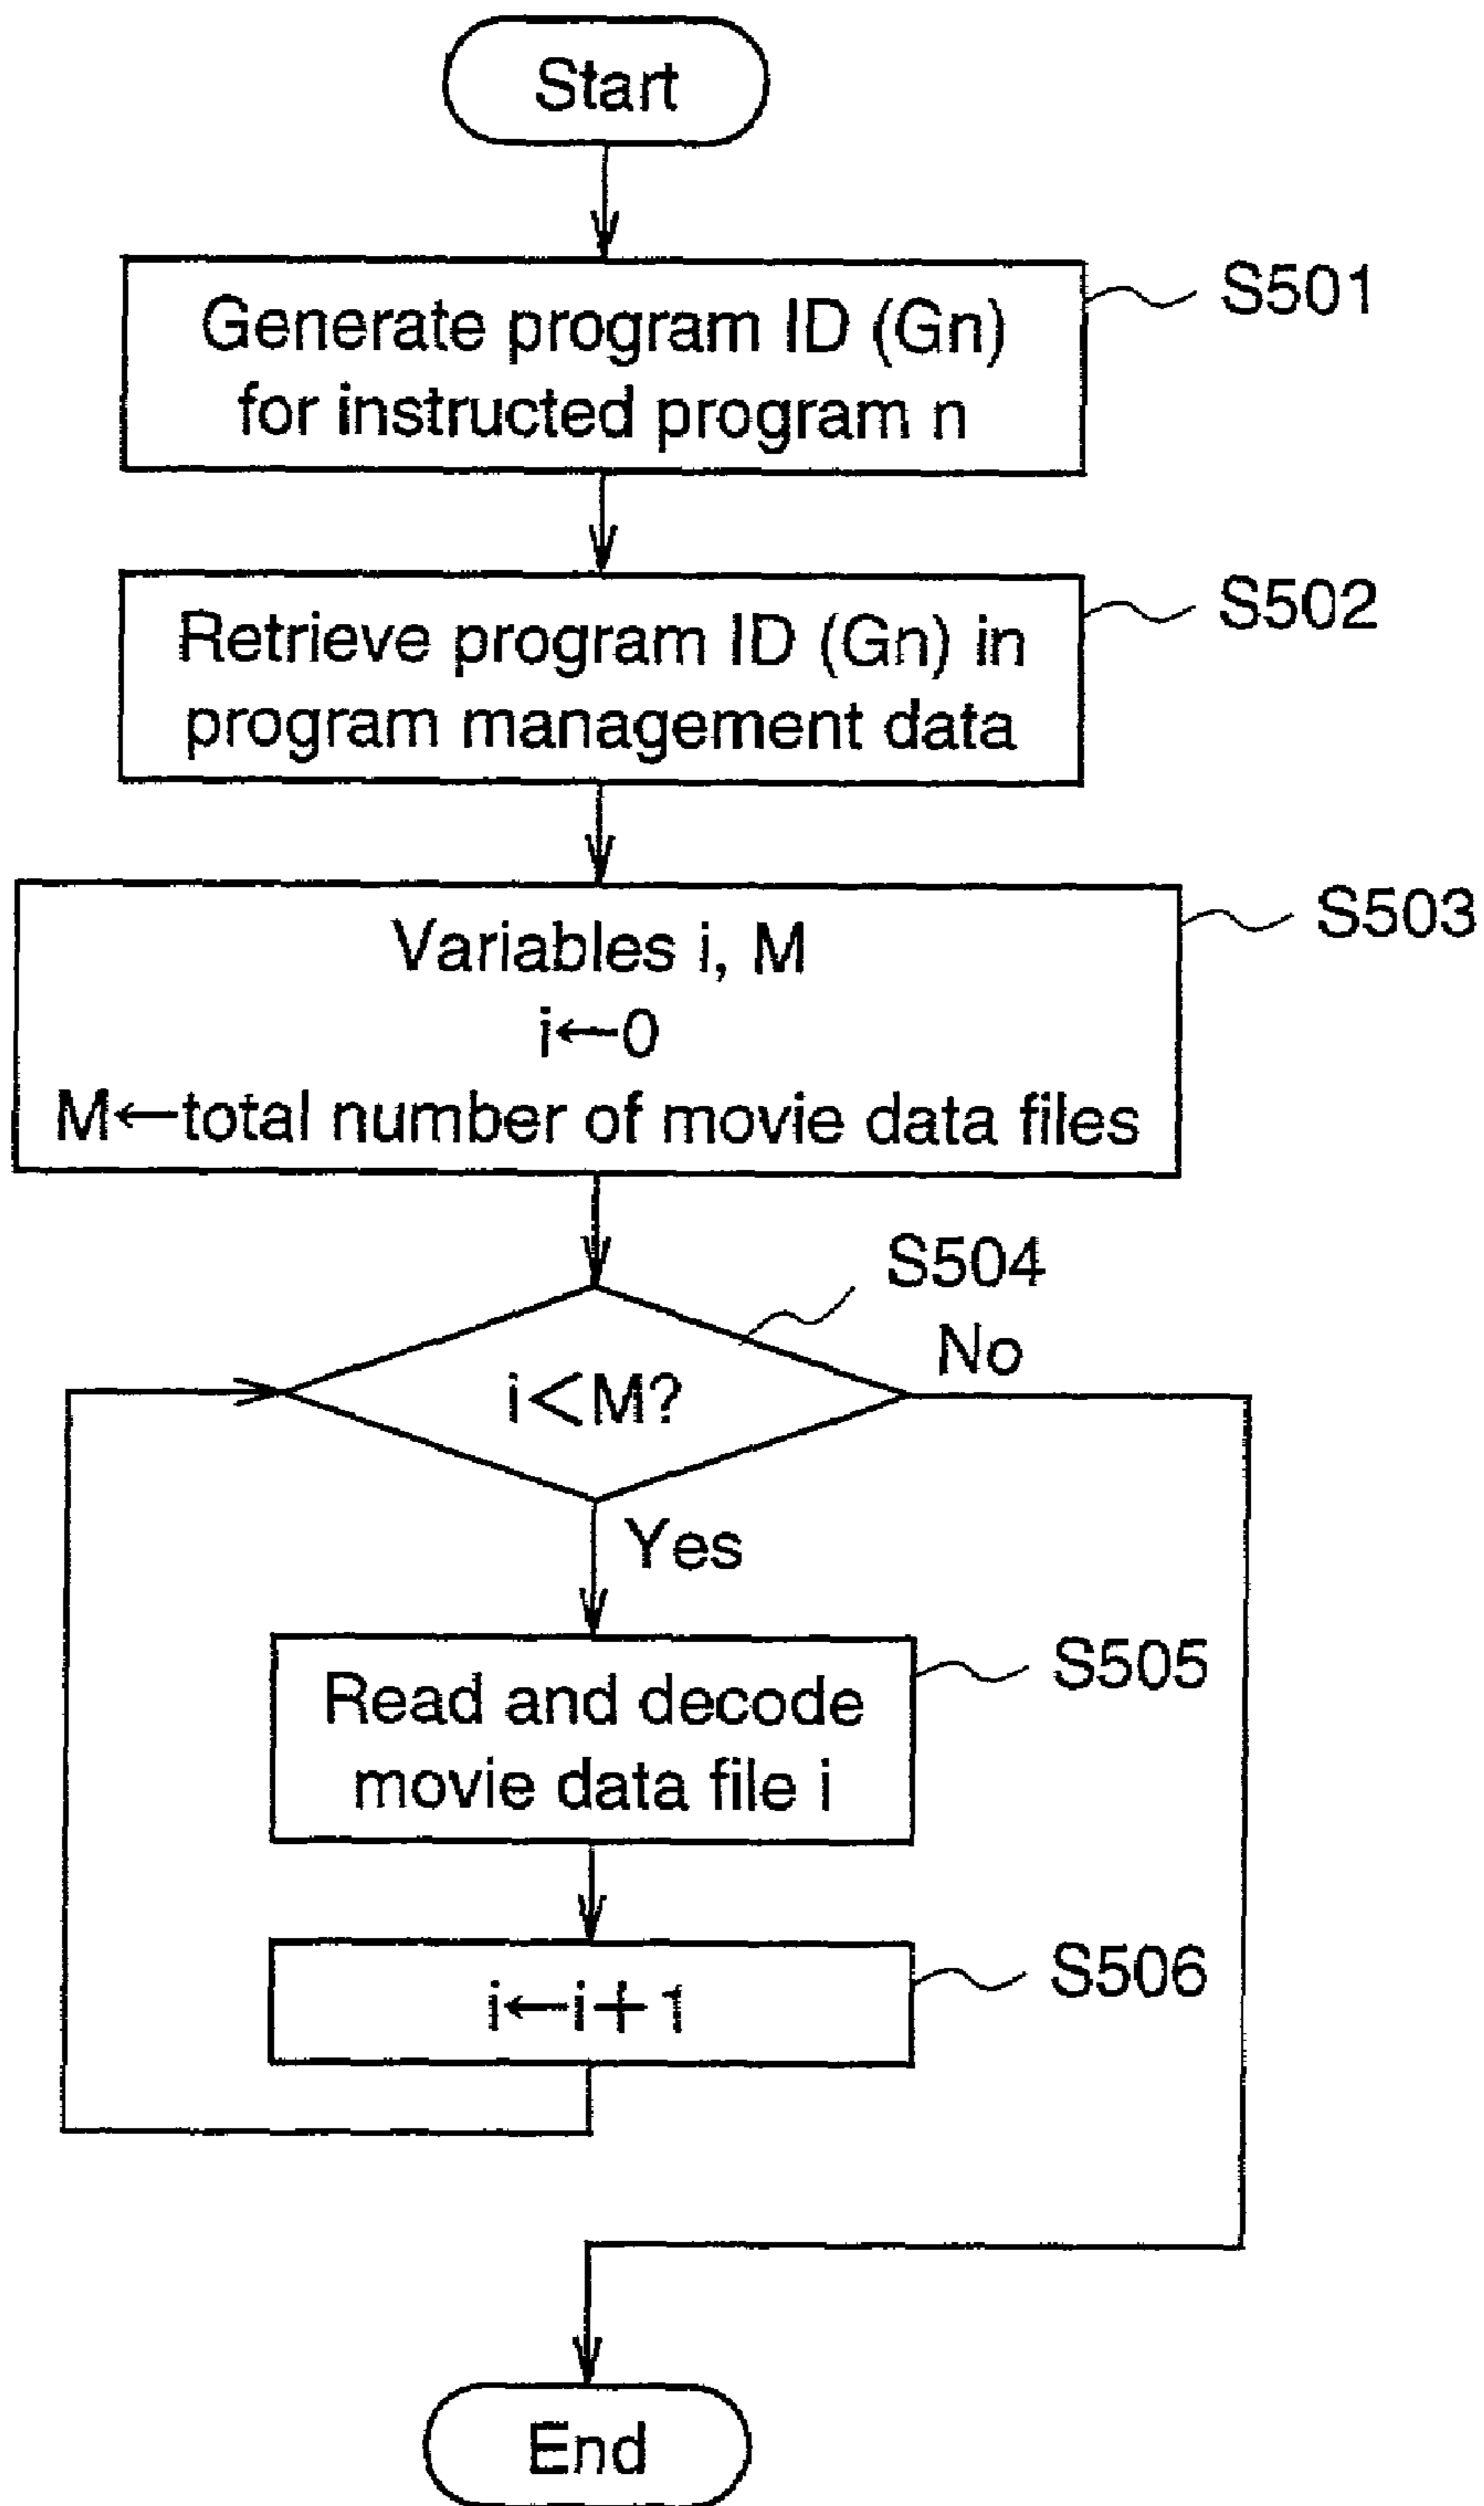 Start
Generate program ID (Gn)
for instructed program n
S501
Retrieve program ID (Gn) in
program management data
S502
Variables i, M
i←0
M←total number of movie data files
S503
S504
i<M?
No
Yes
Read and decode
movie data file i
S505
i←i+1
S506
End